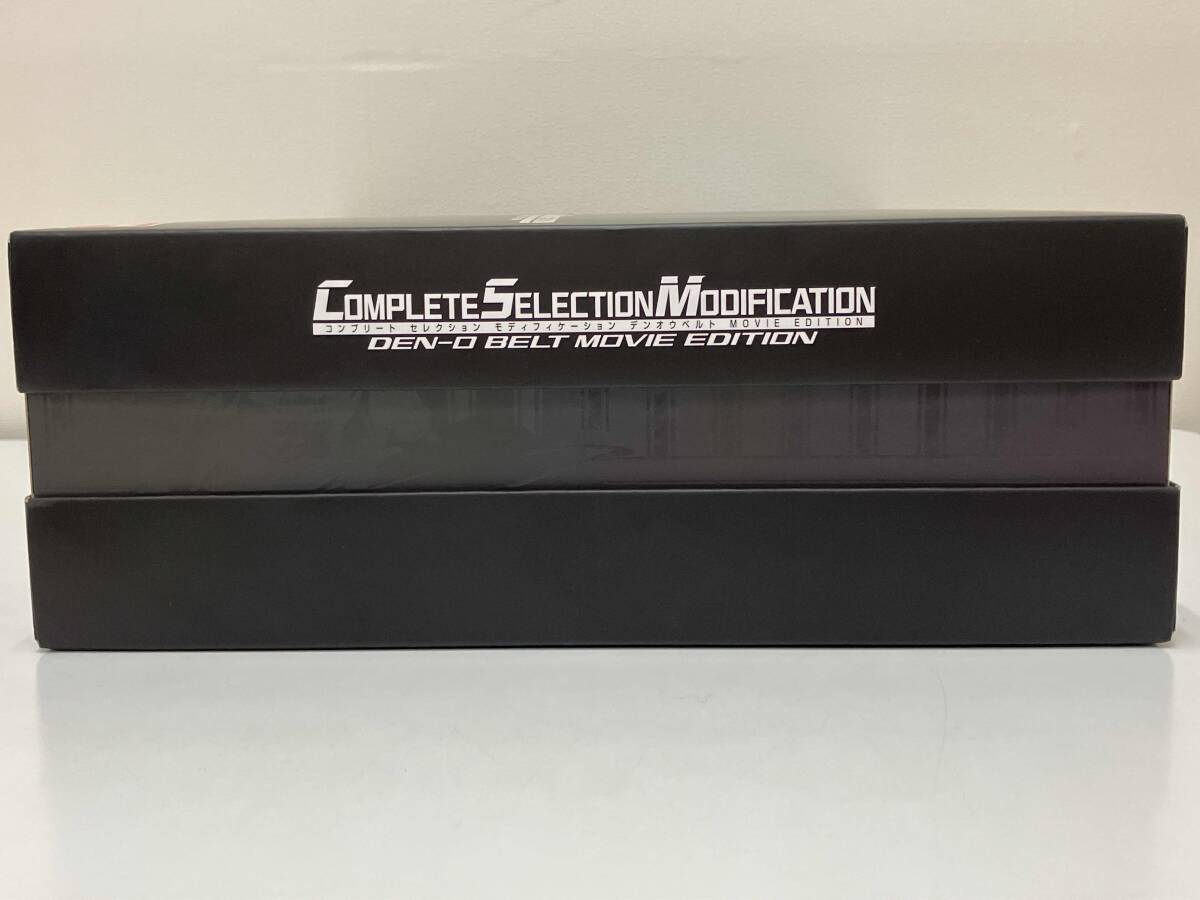 COMPLETE SELECTION MODIFICATION
コンプリート セレクション モディフィケーション デンオウベルト MOVIE EDITION
DEN-O BELT MOVIE EDITION